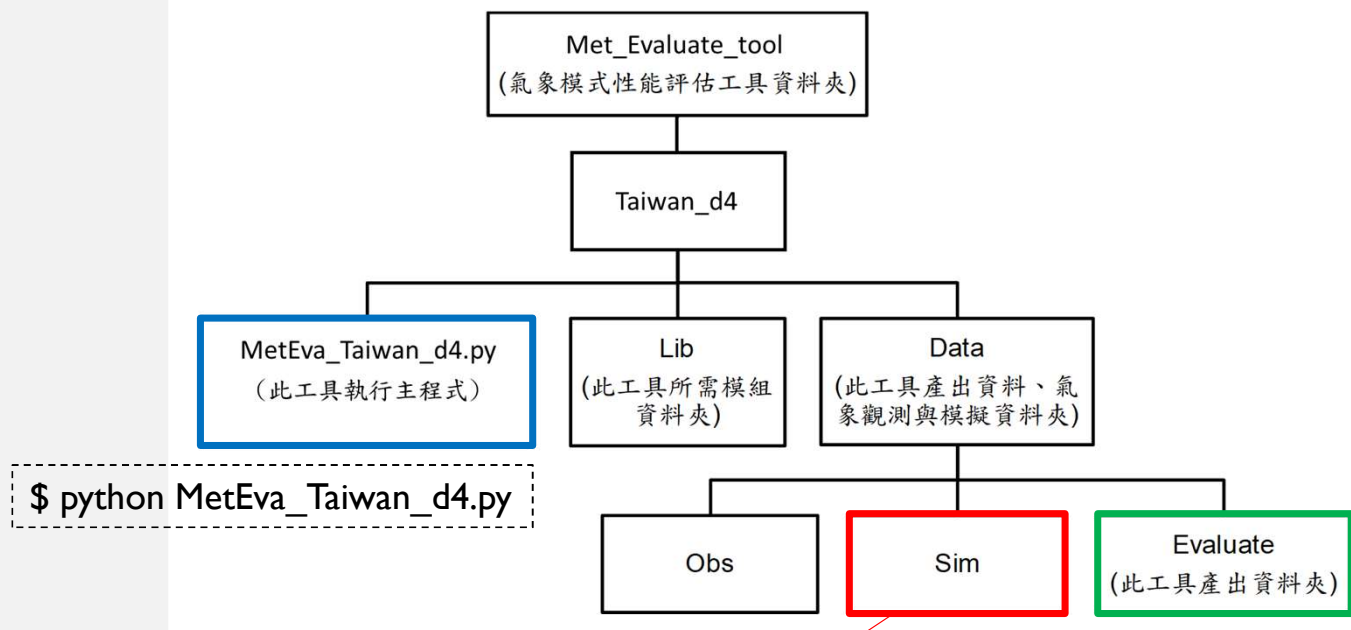 Met_Evaluate_tool
(氣象模式性能評估工具資料夾)
Taiwan_d4
MetEva_Taiwan_d4.py
（此工具執行主程式）
Lib
(此工具所需模組
資料夾)
Data
(此工具產出資料、氣
象觀測與模擬資料夾)
$ python MetEva_Taiwan_d4.py
Obs
Sim
Evaluate
(此工具產出資料夾)